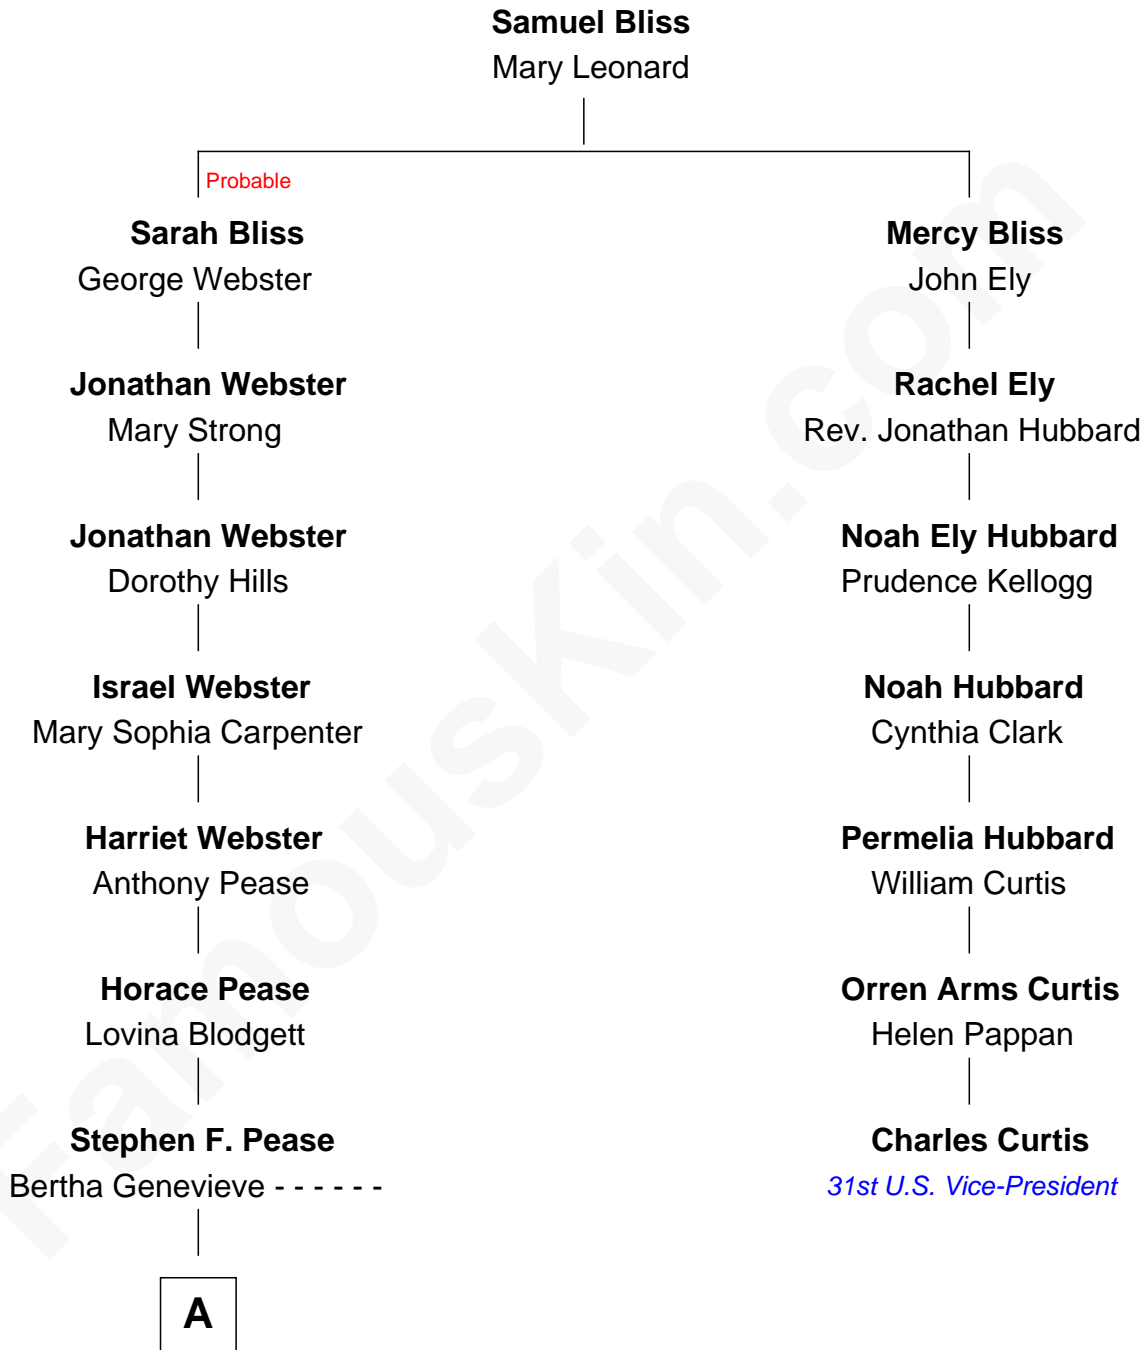 Samuel Bliss
Mary Leonard
Probable
Sarah Bliss
George Webster
Mercy Bliss
John Ely
Jonathan Webster
Mary Strong
Rachel Ely
Rev. Jonathan Hubbard
Jonathan Webster
Dorothy Hills
Noah Ely Hubbard
Prudence Kellogg
Israel Webster
Mary Sophia Carpenter
Noah Hubbard
Cynthia Clark
Harriet Webster
Anthony Pease
Permelia Hubbard
William Curtis
Horace Pease
Lovina Blodgett
Orren Arms Curtis
Helen Pappan
Stephen F. Pease
Bertha Genevieve - - - - - -
Charles Curtis
31st U.S. Vice-President
A
FamousKin.com